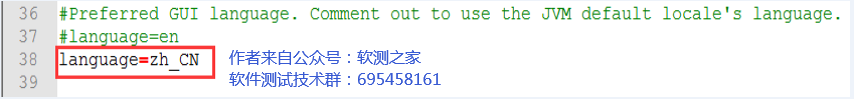 36 #Preferred GUI language. Comment out to use the JVM default locale's language.
37 #language=en
38 language=zh_CN 作者来自公众号：软测之家
39 软件测试技术群：695458161